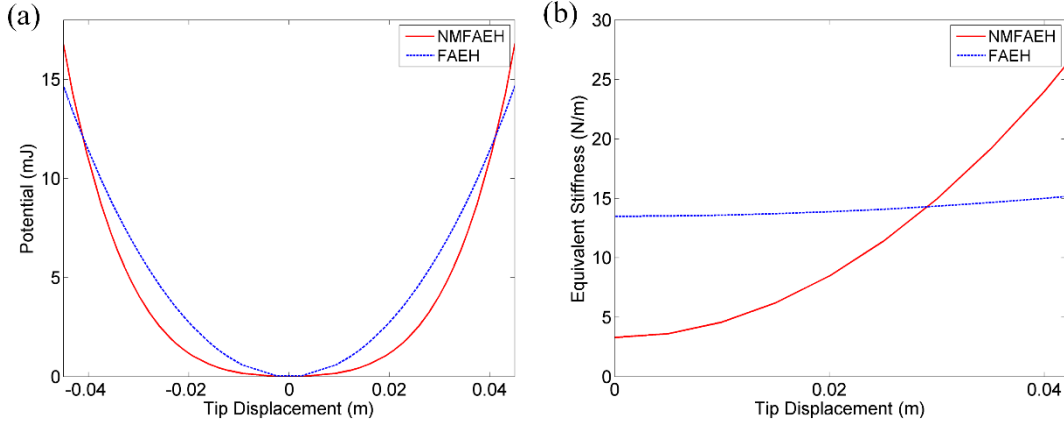 (a)
NMFAEH
FAEH
Potential (mJ)
15
10
5
0
-0.04
-0.02
0
0.02
0.04
Tip Displacement (m)
(b)
NMFAEH
FAEH
Equivalent Stiffness (N/m)
30
25
20
15
10
5
0
0
0.02
0.04
Tip Displacement (m)